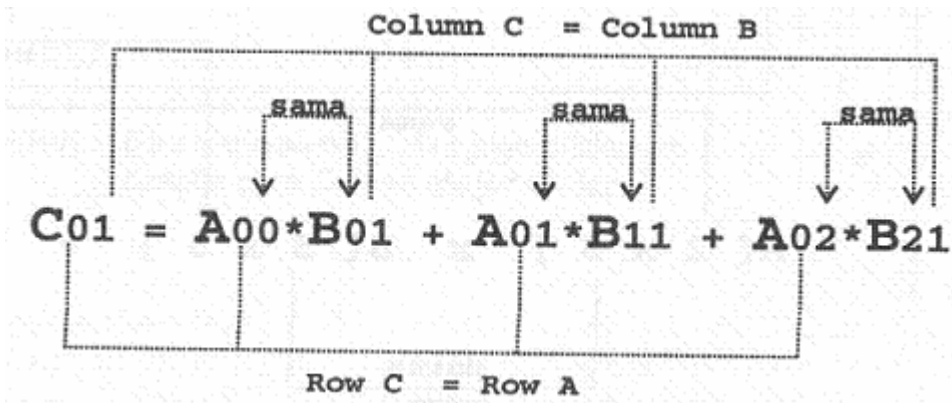 Column C = Column B
sama sama sama
C01 = A00*B01 + A01*B11 + A02*B21
Row C = Row A